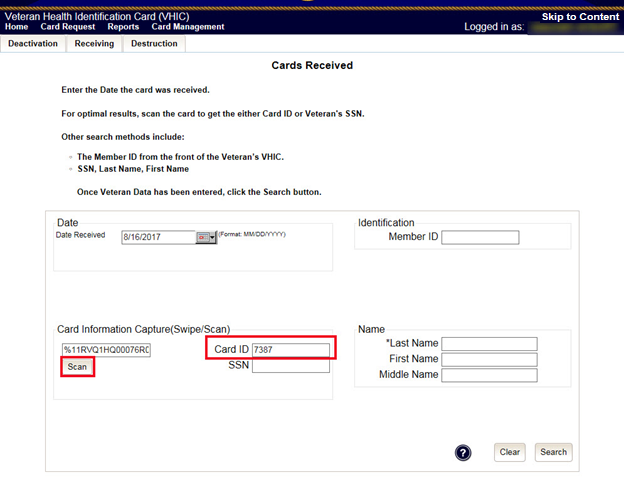 Veteran Health Identification Card (VHIC)
Skip to Content
Home Card Request Reports Card Management
Logged in as:
Deactivation Receiving Destruction
Cards Received
Enter the Date the card was received.
For optimal results, scan the card to get the either Card ID or Veteran's SSN.
Other search methods include:
The Member ID from the front of the Veteran's VHIC.
SSN, Last Name, First Name
Once Veteran Data has been entered, click the Search button.
Date
Date Received 8/16/2017 (Format: MM/DD/YYYY)
Identification
Member ID
Card Information Capture(Swipe/Scan)
%11RVQ1HQ00076R
Card ID 7387
Scan
SSN
Name
*Last Name
First Name
Middle Name
? Clear Search